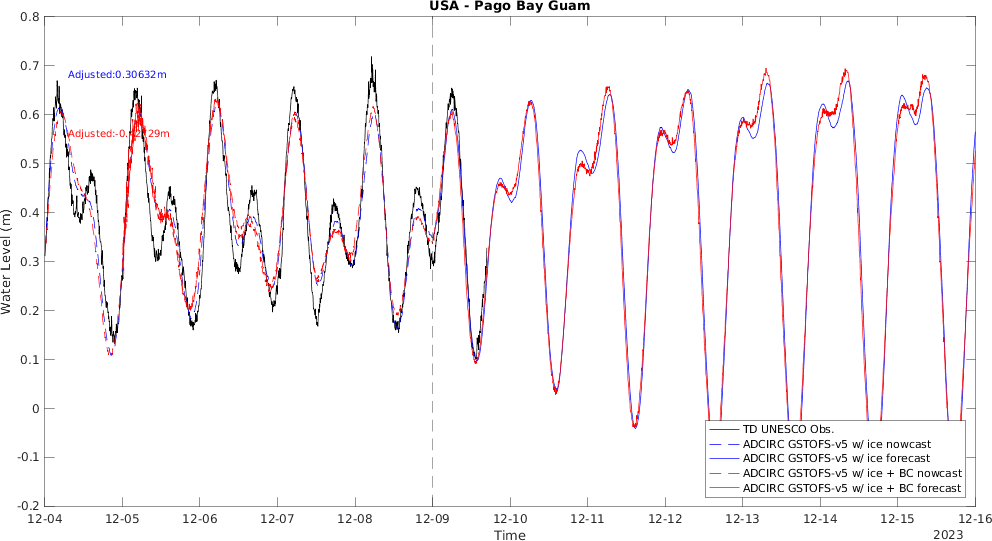 USA - Pago Bay Guam
0.8
0.7
0.6
0.5
0.4
0.3
0.2
0.1
0
-0.1
-0.2
Water Level (m)
Adjusted:0.30632m
TD UNESCO Obs.
ADCIRC GSTOFS-v5 w/ ice nowcast
ADCIRC GSTOFS-v5 w/ ice forecast
ADCIRC GSTOFS-v5 w/ ice + BC nowcast
ADCIRC GSTOFS-v5 w/ ice + BC forecast
12-04 12-05 12-06 12-07 12-08 12-09 12-10 12-11 12-12 12-13 12-14 12-15 12-16
Time
2023